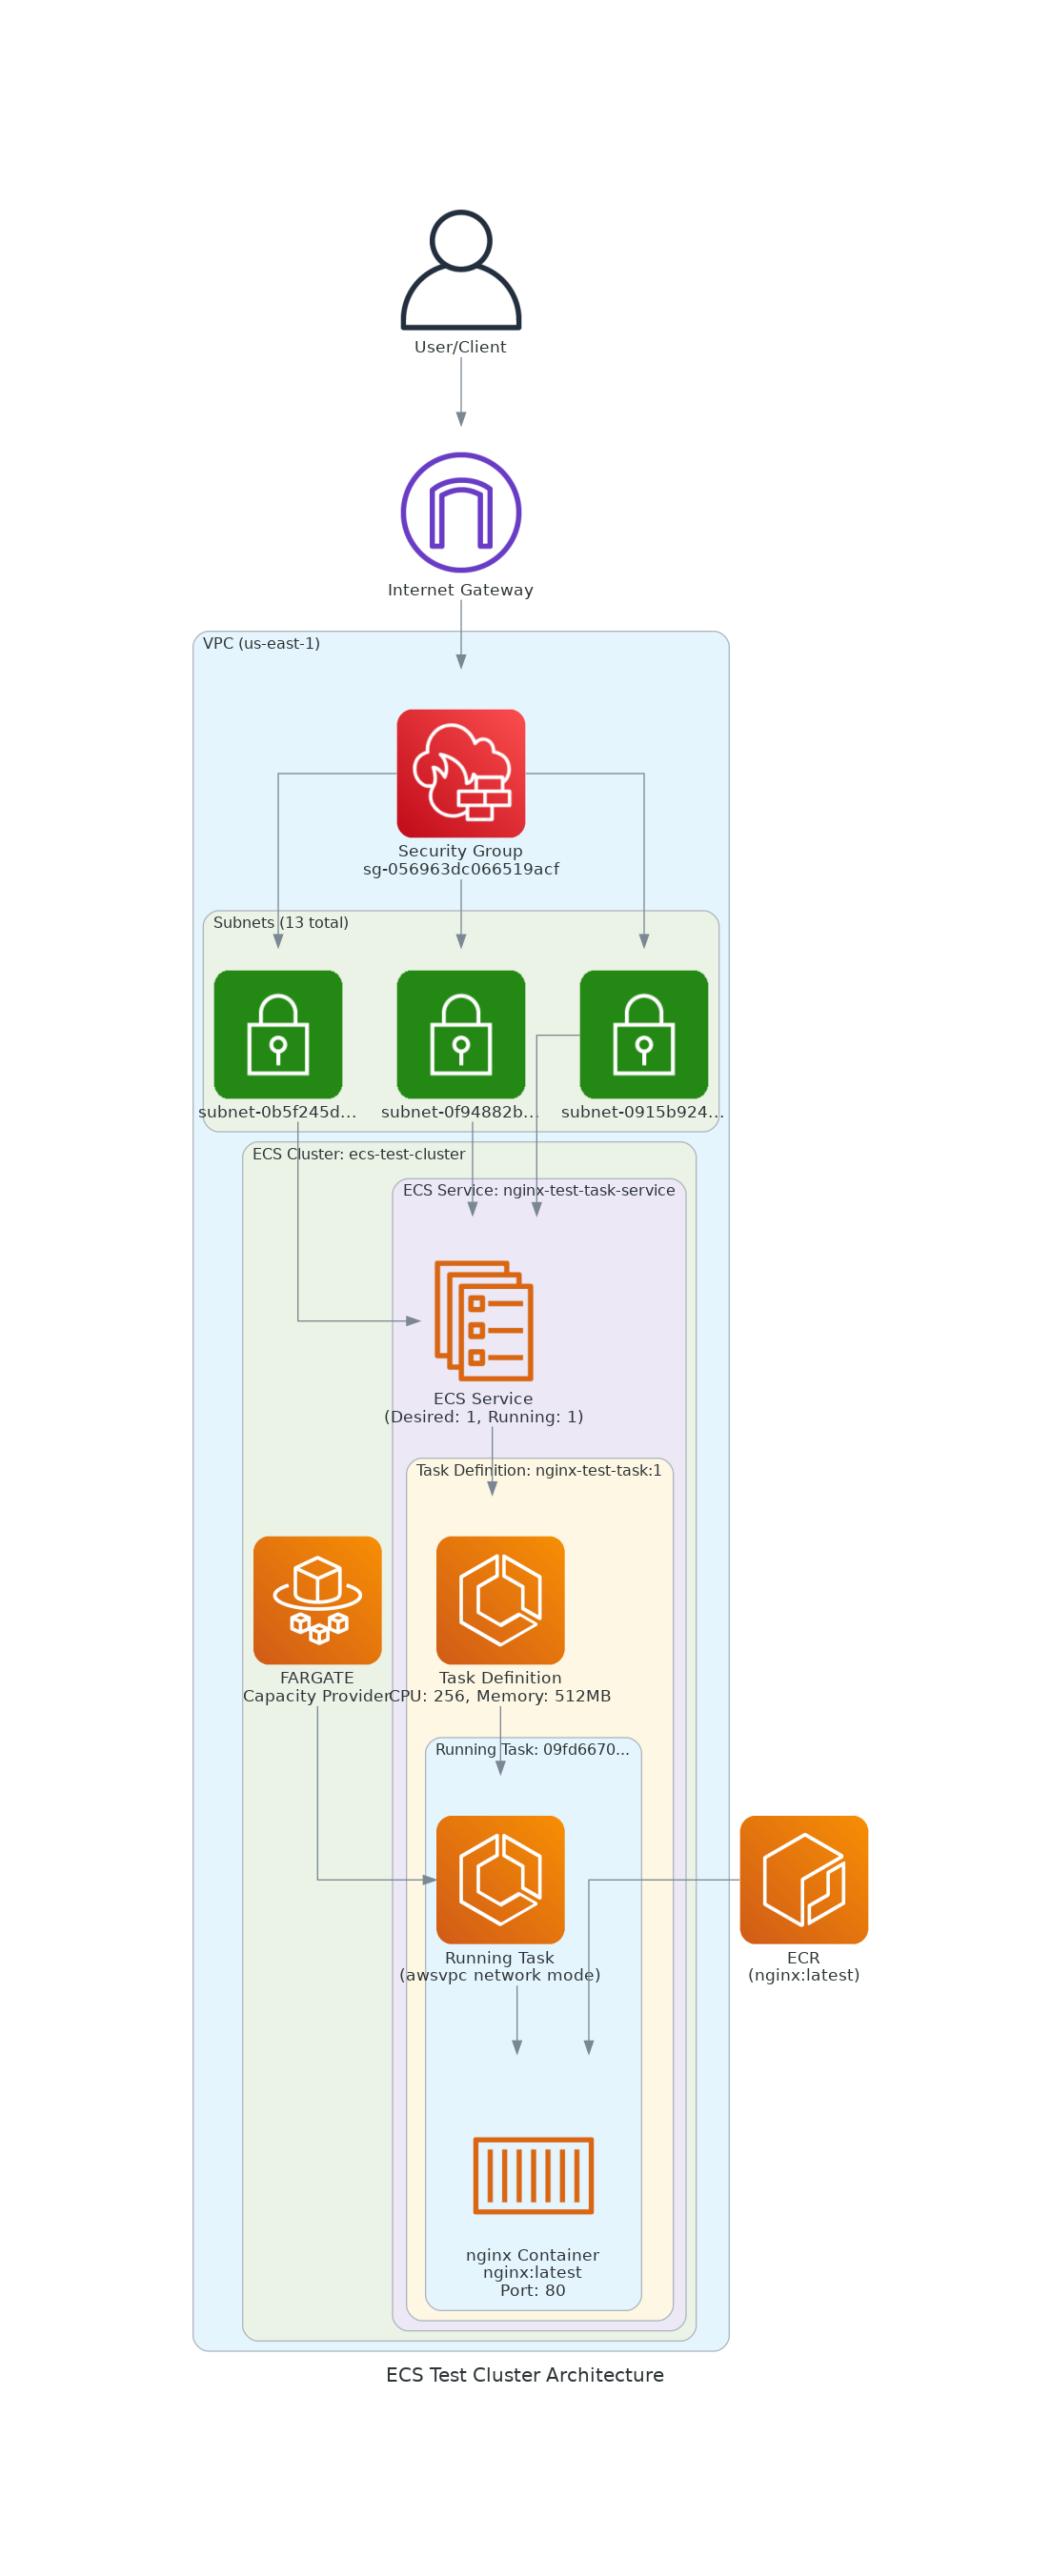 User/Client
Internet Gateway
VPC (us-east-1)
Security Group
sg-056963dc066519acf
Subnets (13 total)
subnet-0b5f245d...
subnet-0f94882b...
subnet-0915b924...
ECS Cluster: ecs-test-cluster
ECS Service: nginx-test-task-service
ECS Service
(Desired: 1, Running: 1)
Task Definition: nginx-test-task:1
FARGATE
Capacity Provider
Task Definition
CPU: 256, Memory: 512MB
Running Task: 09fd6670...
Running Task
(awsvpc network mode)
ECR
(nginx:latest)
nginx Container
nginx:latest
Port: 80
ECS Test Cluster Architecture